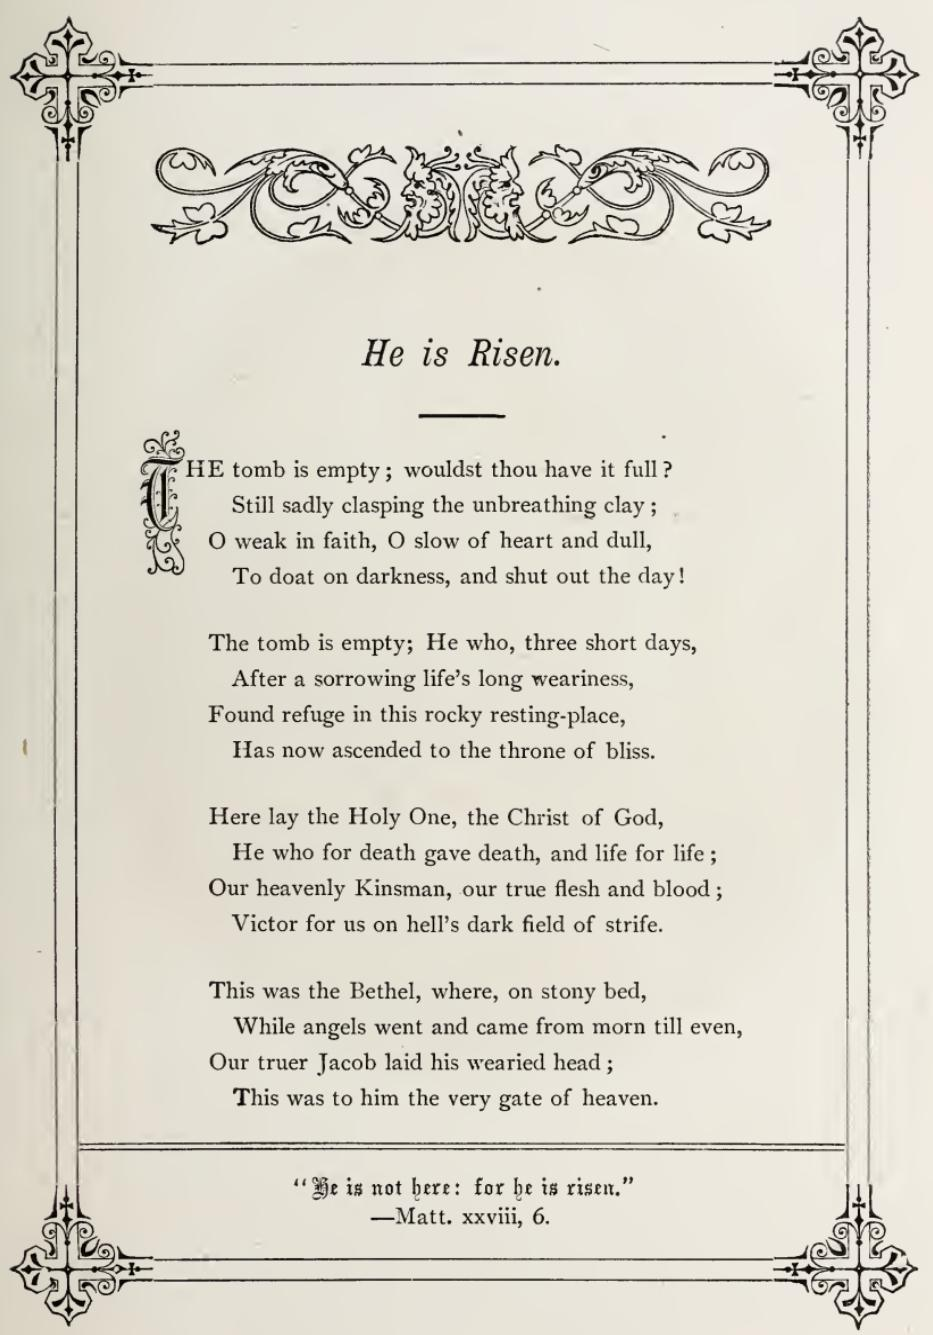 He is Risen.
THE tomb is empty; wouldst thou have it full?
Still sadly clasping the unbreathing clay;
O weak in faith, O slow of heart and dull,
To doat on darkness, and shut out the day!
The tomb is empty; He who, three short days,
After a sorrowing life's long weariness,
Found refuge in this rocky resting-place,
Has now ascended to the throne of bliss.
Here lay the Holy One, the Christ of God,
He who for death gave death, and life for life;
Our heavenly Kinsman, our true flesh and blood;
Victor for us on hell's dark field of strife.
This was the Bethel, where, on stony bed,
While angels went and came from morn till even,
Our truer Jacob laid his wearied head;
This was to him the very gate of heaven.
"He is not here: for he is risen."
—Matt. xxviii, 6.